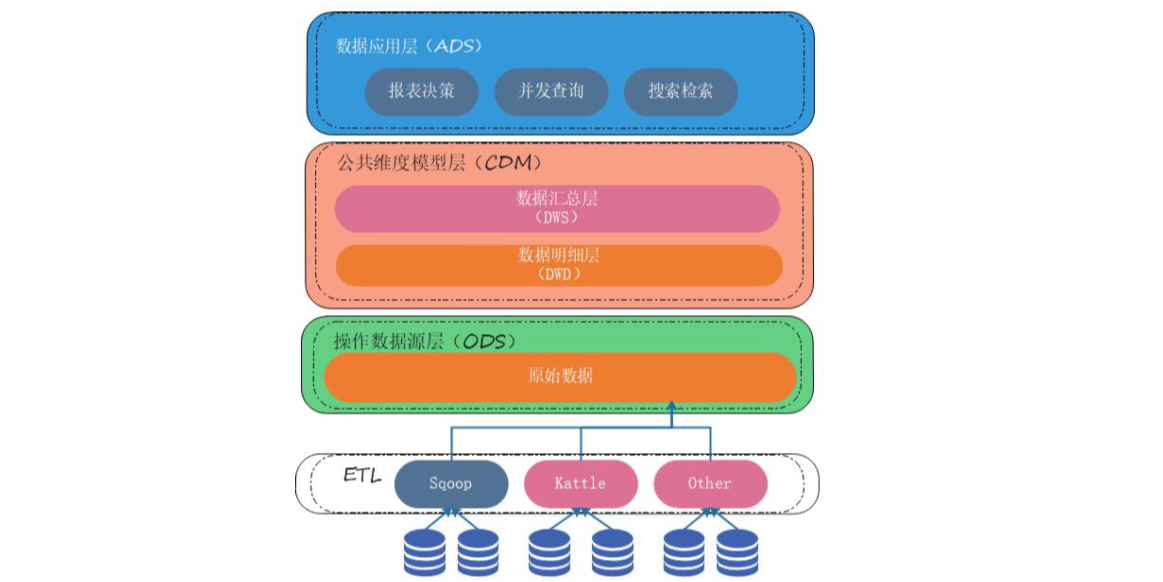 数据应用层（ADS）
报表决策
并发查询
搜索检索
公共维度模型层（CDM）
数据汇总层
（DWS）
数据明细层
（DWD）
操作数据源层（ODS）
原始数据
ETL
Sqoop
Kattle
Other